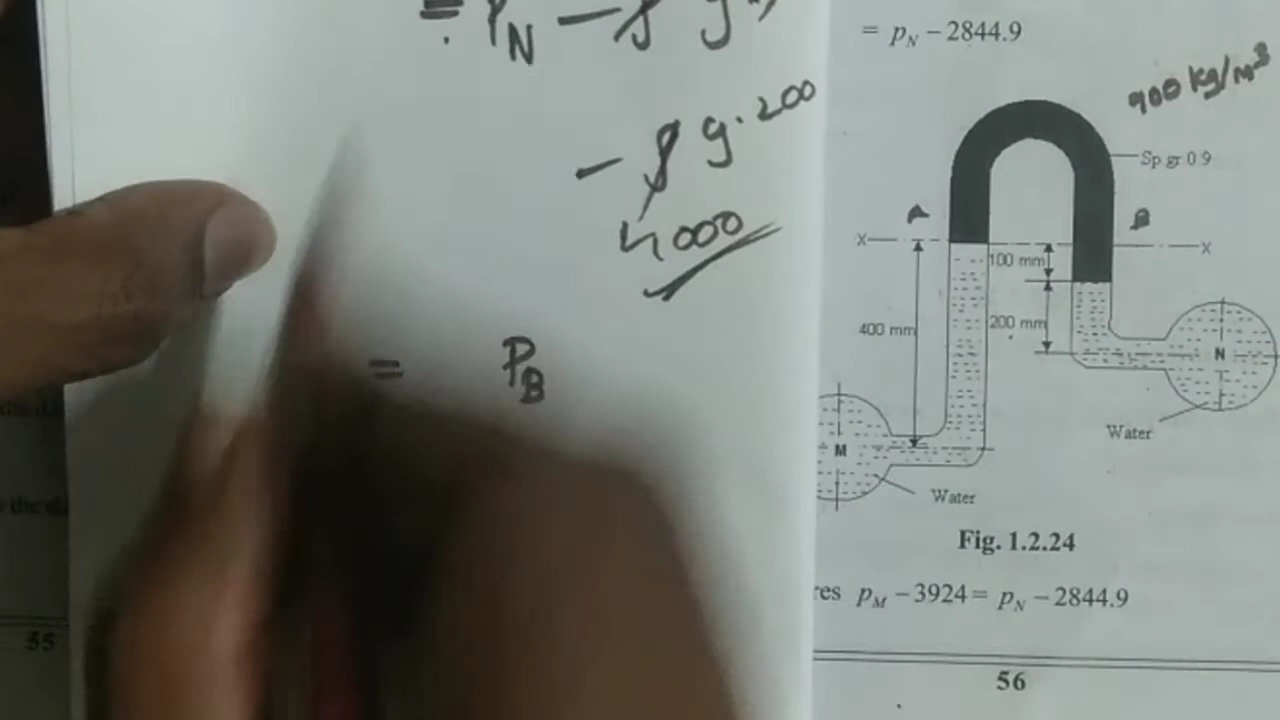 = P_N − ρ g
− ρ g. 200
4000
= P_B
= p_N − 2844.9
900 kg/m³
Sp gr 0.9
A
B
X
X
100 mm
400 mm
200 mm
N
M
Water
Water
Fig. 1.2.24
res p_M − 3924 = p_N − 2844.9
55
56